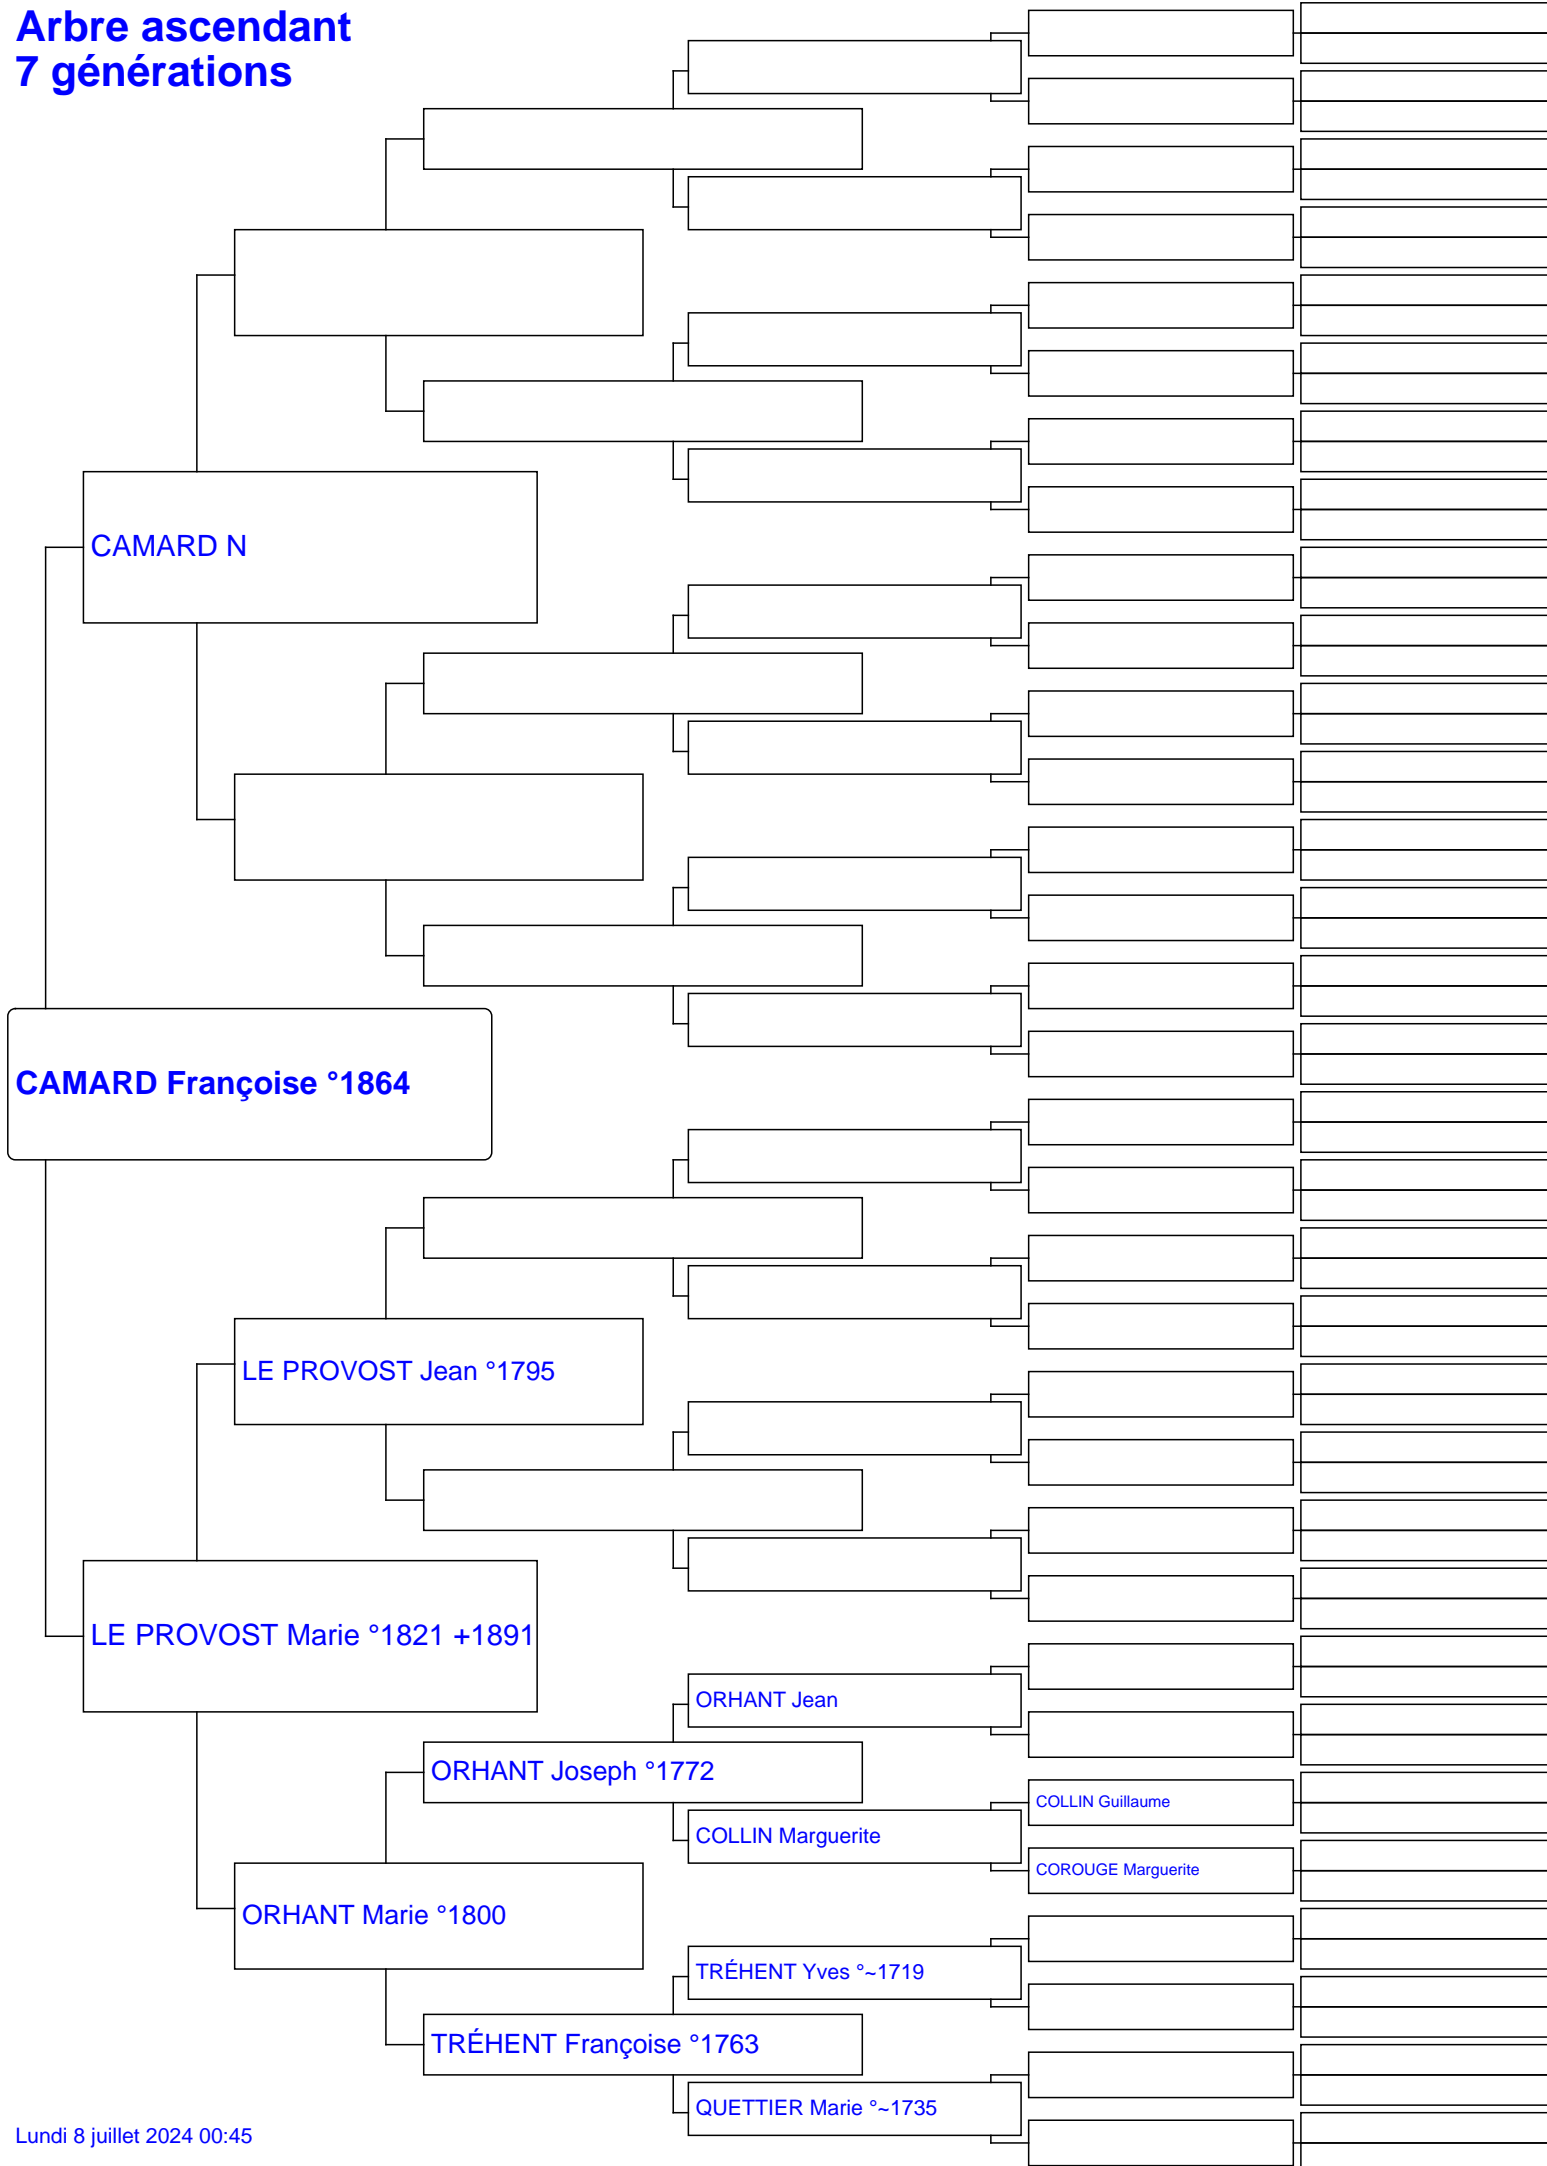 Arbre ascendant
7 générations
CAMARD N
CAMARD Françoise °1864
LE PROVOST Jean °1795
LE PROVOST Marie °1821 +1891
ORHANT Jean
ORHANT Joseph °1772
COLLIN Guillaume
COLLIN Marguerite
COROUGE Marguerite
ORHANT Marie °1800
TRÉHENT Yves °~1719
TRÉHENT Françoise °1763
QUETTIER Marie °~1735
Lundi 8 juillet 2024 00:45